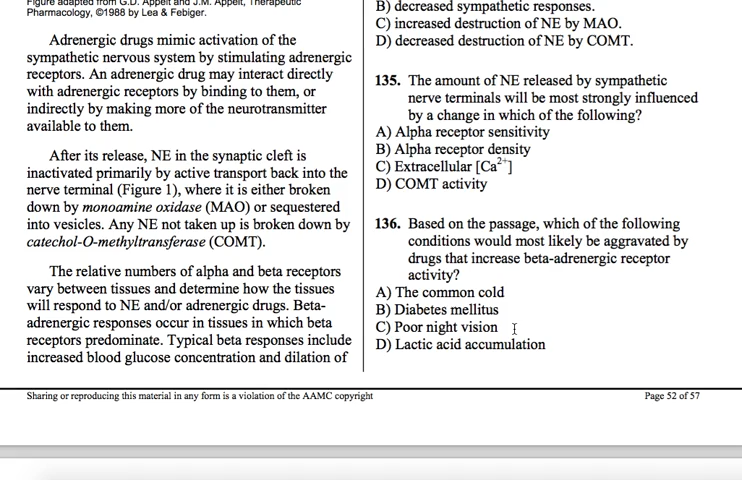 Figure adapted from G.D. Appelt and J.M. Appelt, Therapeutic
Pharmacology, ©1988 by Lea & Febiger.
Adrenergic drugs mimic activation of the
sympathetic nervous system by stimulating adrenergic
receptors. An adrenergic drug may interact directly
with adrenergic receptors by binding to them, or
indirectly by making more of the neurotransmitter
available to them.
After its release, NE in the synaptic cleft is
inactivated primarily by active transport back into the
nerve terminal (Figure 1), where it is either broken
down by monoamine oxidase (MAO) or sequestered
into vesicles. Any NE not taken up is broken down by
catechol-O-methyltransferase (COMT).
The relative numbers of alpha and beta receptors
vary between tissues and determine how the tissues
will respond to NE and/or adrenergic drugs. Beta-
adrenergic responses occur in tissues in which beta
receptors predominate. Typical beta responses include
increased blood glucose concentration and dilation of
B) decreased sympathetic responses.
C) increased destruction of NE by MAO.
D) decreased destruction of NE by COMT.
135. The amount of NE released by sympathetic
nerve terminals will be most strongly influenced
by a change in which of the following?
A) Alpha receptor sensitivity
B) Alpha receptor density
C) Extracellular [Ca²⁺]
D) COMT activity
136. Based on the passage, which of the following
conditions would most likely be aggravated by
drugs that increase beta-adrenergic receptor
activity?
A) The common cold
B) Diabetes mellitus
C) Poor night vision
D) Lactic acid accumulation
Sharing or reproducing this material in any form is a violation of the AAMC copyright
Page 52 of 57